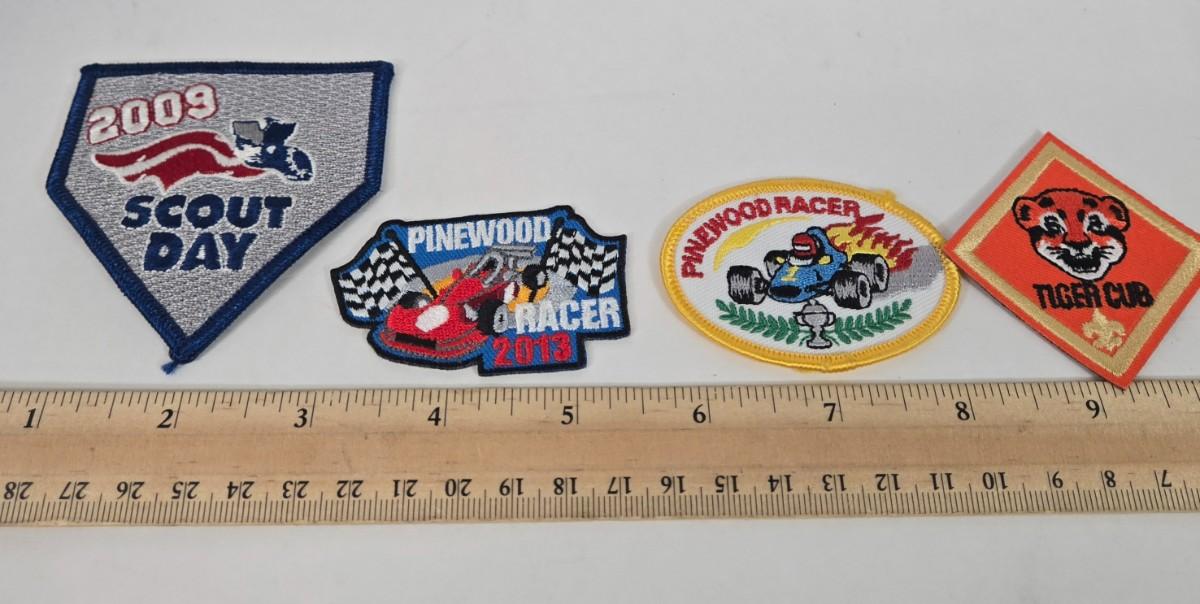 2009
SCOUT
DAY
PINEWOOD
RACER
2013
PINEWOOD RACER
TIGER CUB
1 2 3 4 5 6 7 8 9
28 27 26 25 24 23 22 21 20 19 18 17 16 15 14 13 12 11 10 9 8 7